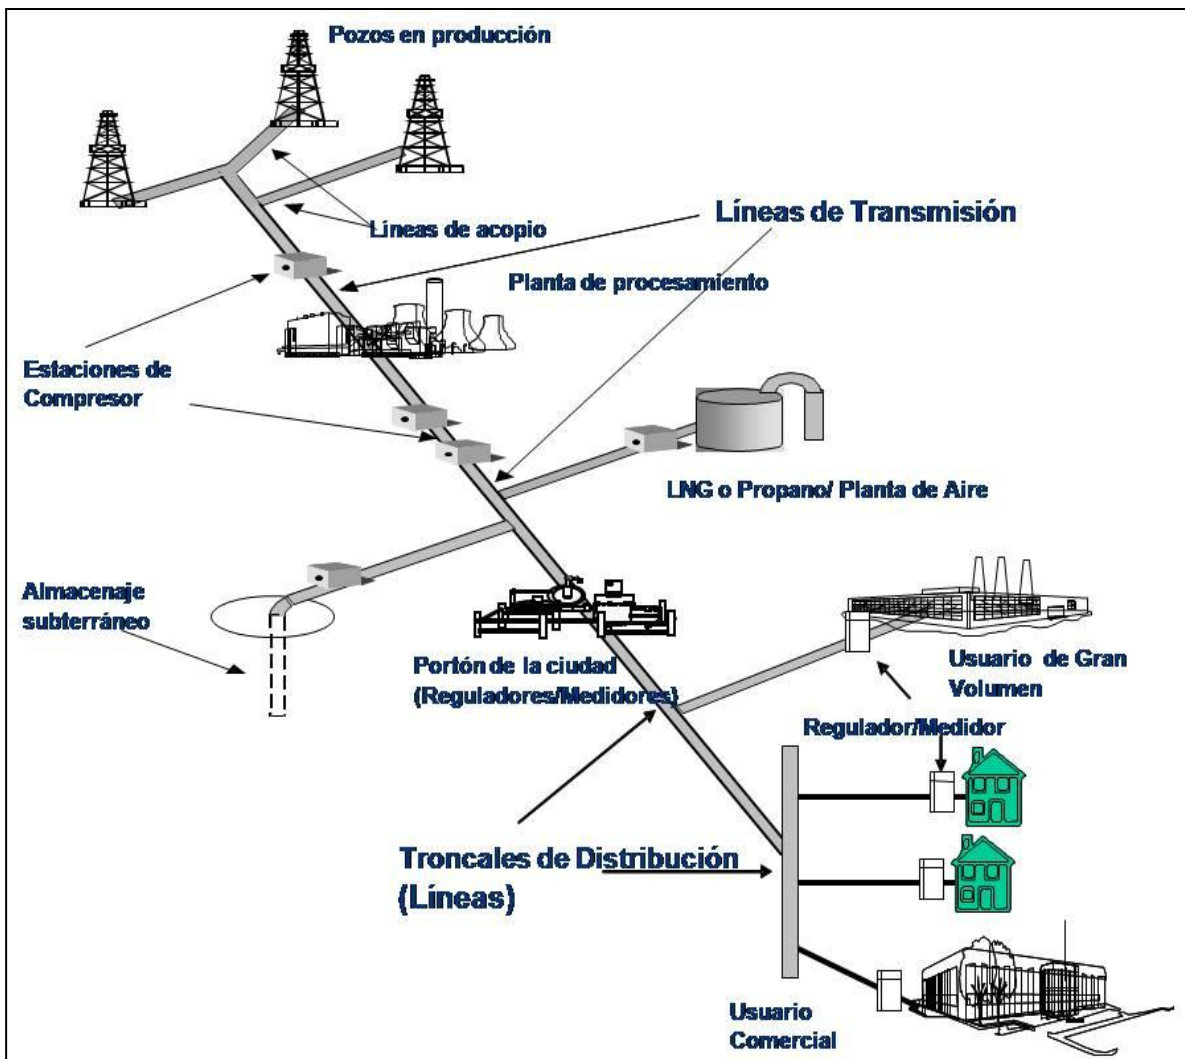 Pozos en producción
Líneas de acopio
Líneas de Transmisión
Planta de procesamiento
Estaciones de
Compresor
LNG o Propano/ Planta de Aire
Almacenaje
subterráneo
Portón de la ciudad
(Reguladores/Medidores)
Usuario de Gran
Volumen
Regulador/Medidor
Troncales de Distribución
(Líneas)
Usuario
Comercial